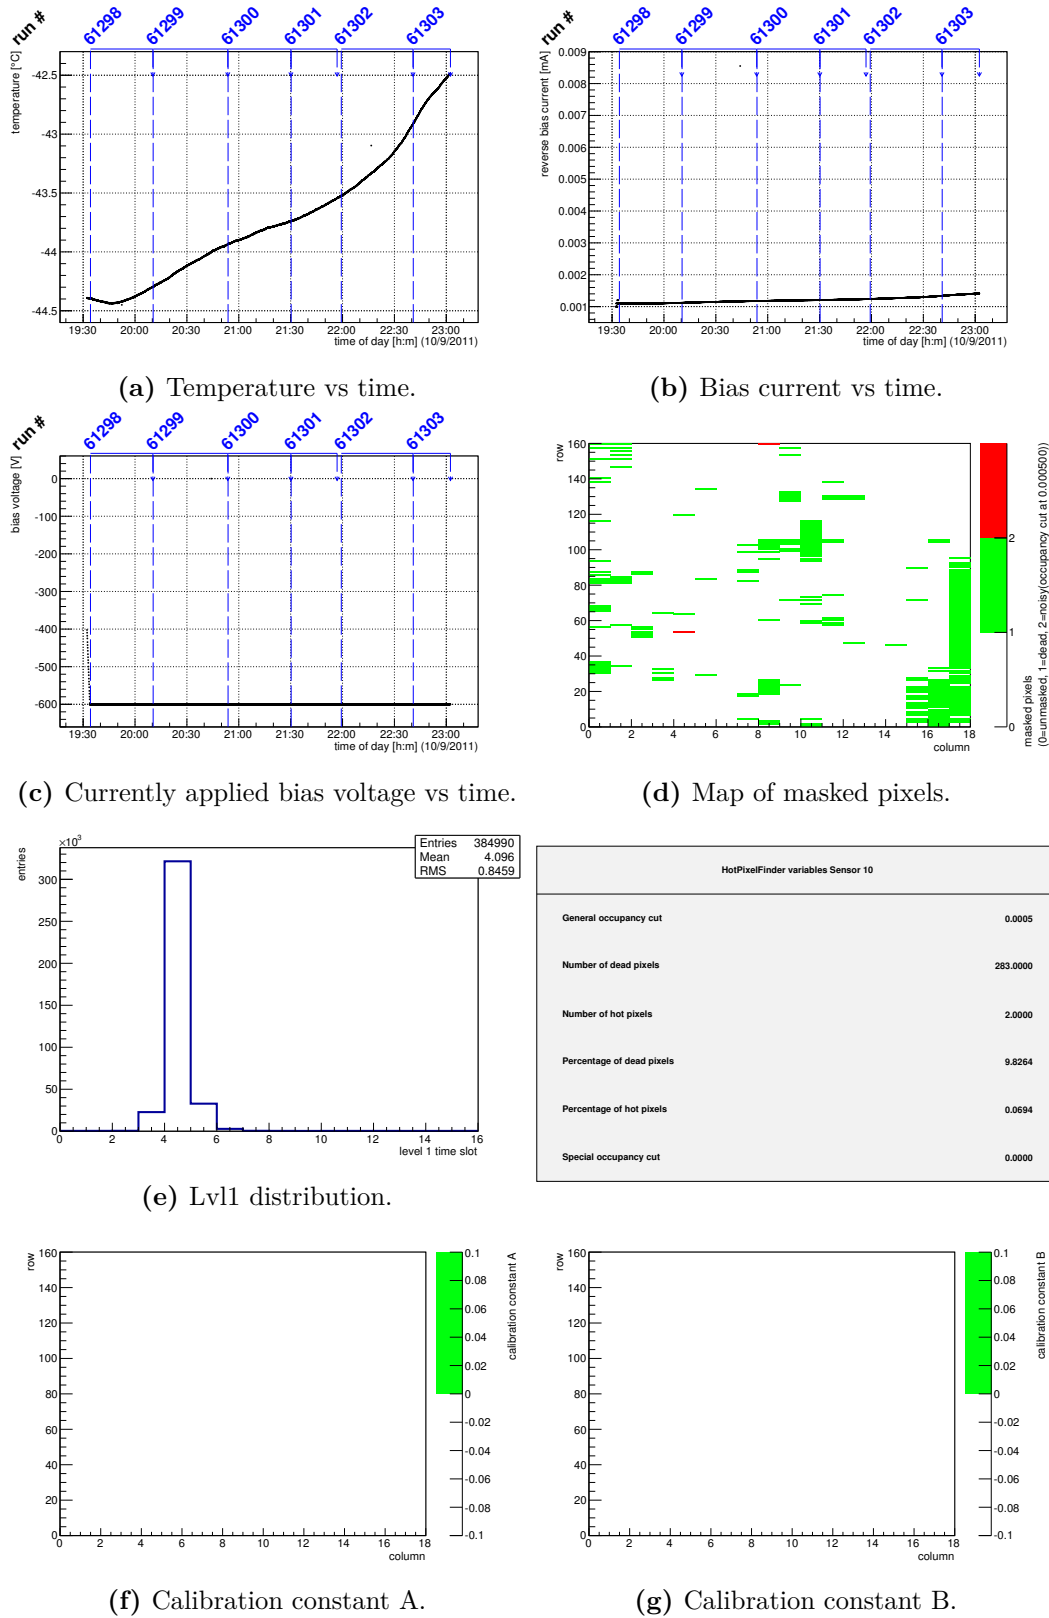 run #
61298
61299
61300
61301
61302
61303
temperature [°C]
-42.5
-43
-43.5
-44
-44.5
19:30 20:00 20:30 21:00 21:30 22:00 22:30 23:00
time of day [h:m] (10/9/2011)
(a) Temperature vs time.
run #
61298
61299
61300
61301
61302
61303
reverse bias current [mA]
0.009
0.008
0.007
0.006
0.005
0.004
0.003
0.002
0.001
19:30 20:00 20:30 21:00 21:30 22:00 22:30 23:00
time of day [h:m] (10/9/2011)
(b) Bias current vs time.
run #
61298
61299
61300
61301
61302
61303
bias voltage [V]
0
-100
-200
-300
-400
-500
-600
19:30 20:00 20:30 21:00 21:30 22:00 22:30 23:00
time of day [h:m] (10/9/2011)
(c) Currently applied bias voltage vs time.
row
160
140
120
100
80
60
40
20
0
0 2 4 6 8 10 12 14 16 18
column
2
1
0
masked pixels
(0=unmasked, 1=dead, 2=noisy(occupancy cut at 0.000500))
(d) Map of masked pixels.
entries
×10³
300
250
200
150
100
50
0
0 2 4 6 8 10 12 14 16
level 1 time slot
Entries 384990
Mean 4.096
RMS 0.8459
(e) Lvl1 distribution.
HotPixelFinder variables Sensor 10
General occupancy cut 0.0005
Number of dead pixels 283.0000
Number of hot pixels 2.0000
Percentage of dead pixels 9.8264
Percentage of hot pixels 0.0694
Special occupancy cut 0.0000
row
160
140
120
100
80
60
40
20
0
0 2 4 6 8 10 12 14 16 18
column
0.1
0.08
0.06
0.04
0.02
0
-0.02
-0.04
-0.06
-0.08
-0.1
calibration constant A
(f) Calibration constant A.
row
160
140
120
100
80
60
40
20
0
0 2 4 6 8 10 12 14 16 18
column
0.1
0.08
0.06
0.04
0.02
0
-0.02
-0.04
-0.06
-0.08
-0.1
calibration constant B
(g) Calibration constant B.